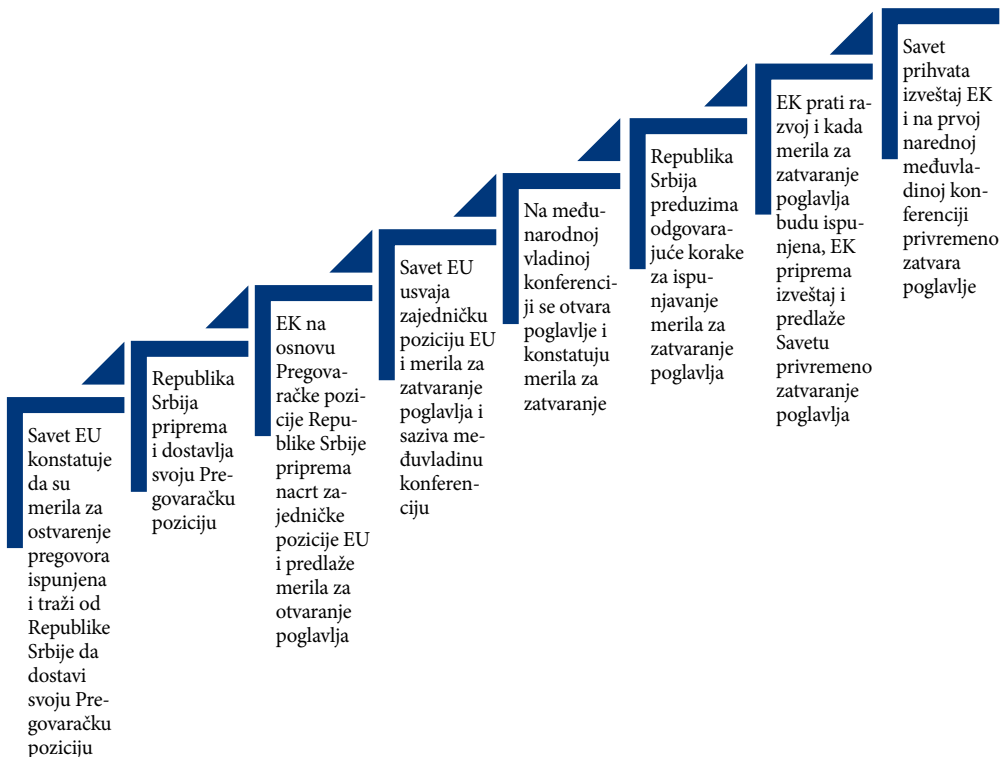 Savet EU
konstatuje
da su
merila za
ostvarenje
pregovora
ispunjena
i traži od
Republike
Srbije da
dostavi
svoju Pre-
govaračku
poziciju
Republika
Srbija
priprema
i dostavlja
svoju Pre-
govaračku
poziciju
EK na
osnovu
Pregova-
račke pozi-
cije Repu-
blike Srbije
priprema
nacrt za-
jedničke
pozicije EU
i predlaže
merila za
otvaranje
poglavlja
Savet EU
usvaja
zajedničku
poziciju EU
i merila za
zatvaranje
poglavlja i
saziva me-
đuvladinu
konferen-
ciju
Na među-
narodnoj
vladinoj
konferenci-
ji se otvara
poglavlje i
konstatuju
merila za
zatvaranje
Republika
Srbija
preduzima
odgovara-
juće korake
za ispu-
njavanje
merila za
zatvaranje
poglavlja
EK prati ra-
zvoj i kada
merila za
zatvaranje
poglavlja
budu ispu-
njena, EK
priprema
izveštaj i
predlaže
Savetu
privremeno
zatvaranje
poglavlja
Savet
prihvata
izveštaj EK
i na prvoj
narednoj
međuvla-
dinoj kon-
ferenciji
privremeno
zatvara
poglavlje